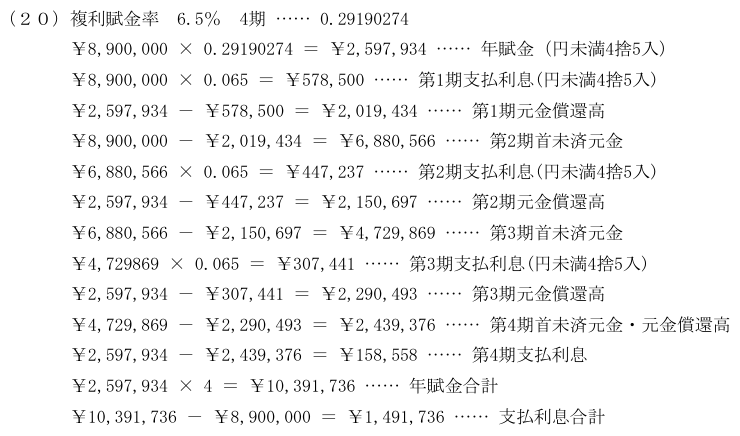 (20) 複利賦金率 6.5% 4期 …… 0.29190274
￥8,900,000 × 0.29190274 = ￥2,597,934 …… 年賦金 (円未満4捨5入)
￥8,900,000 × 0.065 = ￥578,500 …… 第1期支払利息(円未満4捨5入)
￥2,597,934 − ￥578,500 = ￥2,019,434 …… 第1期元金償還高
￥8,900,000 − ￥2,019,434 = ￥6,880,566 …… 第2期首未済元金
￥6,880,566 × 0.065 = ￥447,237 …… 第2期支払利息(円未満4捨5入)
￥2,597,934 − ￥447,237 = ￥2,150,697 …… 第2期元金償還高
￥6,880,566 − ￥2,150,697 = ￥4,729,869 …… 第3期首未済元金
￥4,729869 × 0.065 = ￥307,441 …… 第3期支払利息(円未満4捨5入)
￥2,597,934 − ￥307,441 = ￥2,290,493 …… 第3期元金償還高
￥4,729,869 − ￥2,290,493 = ￥2,439,376 …… 第4期首未済元金・元金償還高
￥2,597,934 − ￥2,439,376 = ￥158,558 …… 第4期支払利息
￥2,597,934 × 4 = ￥10,391,736 …… 年賦金合計
￥10,391,736 − ￥8,900,000 = ￥1,491,736 …… 支払利息合計